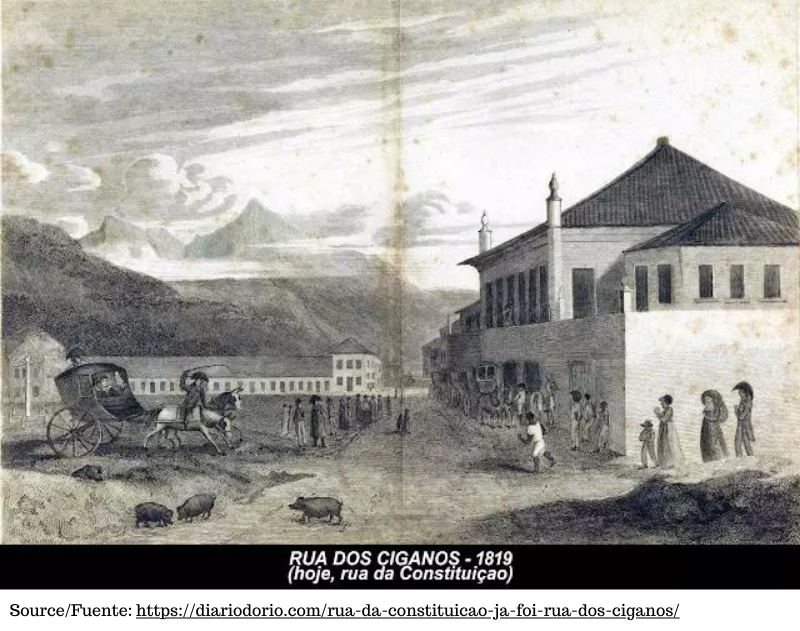 RUA DOS CIGANOS - 1819
(hoje, rua da Constituiçao)
Source/Fuente: https://diariodorio.com/rua-da-constituicao-ja-foi-rua-dos-ciganos/